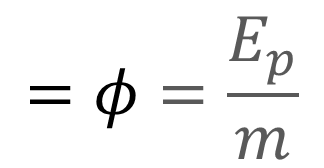 = ϕ = E_p / m